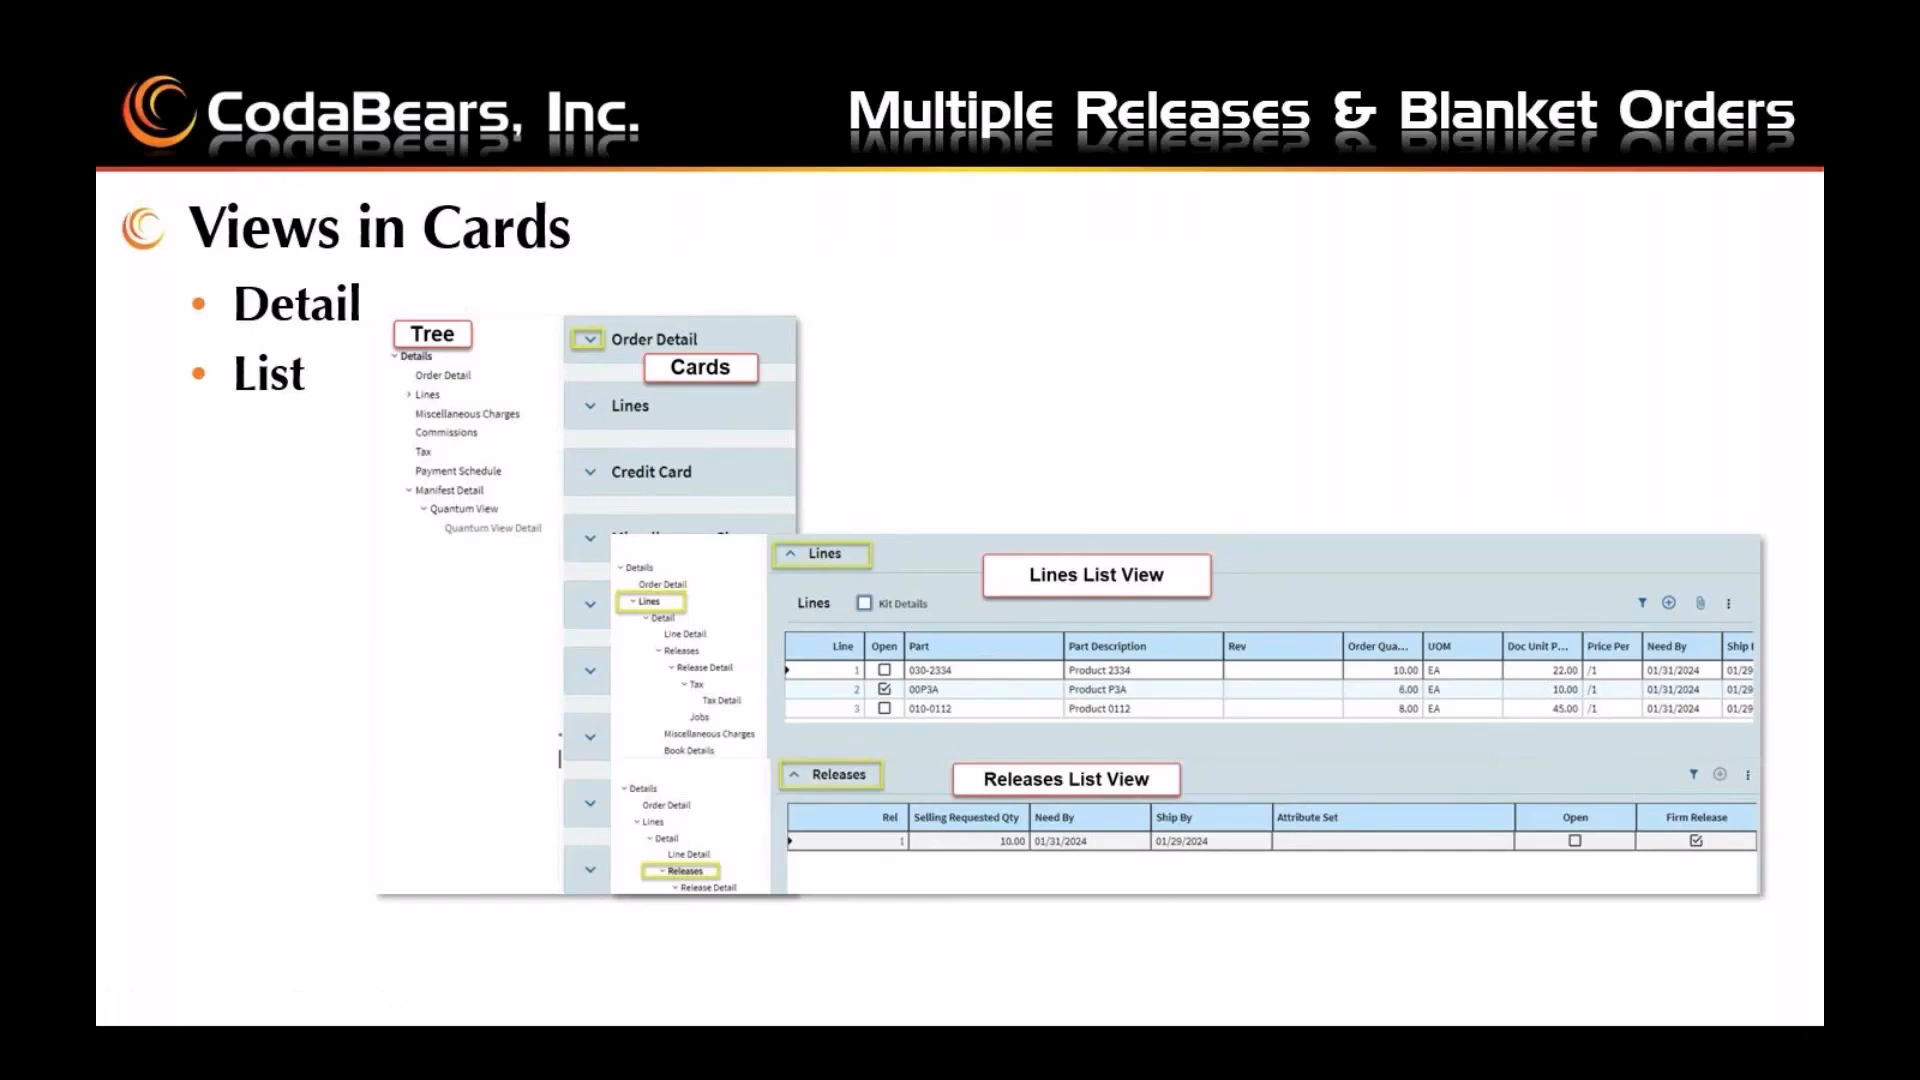 CodaBears, Inc.
Multiple Releases & Blanket Orders
Views in Cards
• Detail
• List
Tree
Details
Order Detail
Lines
Miscellaneous Charges
Commissions
Tax
Payment Schedule
Manifest Detail
Quantum View
Quantum View Detail
Order Detail
Cards
Lines
Credit Card
Details
Order Detail
Lines
Detail
Line Detail
Releases
Release Detail
Tax
Tax Detail
Jobs
Miscellaneous Charges
Book Details
Lines
Lines List View
Lines Kit Details
Line Open Part Part Description Rev Order Qua... UOM Doc Unit P... Price Per Need By Ship
1 030-2334 Product 2334 10.00 EA 22.00 /1 01/31/2024 01/29
2 00P3A Product P3A 6.00 EA 10.00 /1 01/31/2024 01/29
3 010-0112 Product 0112 8.00 EA 45.00 /1 01/31/2024 01/29
Details
Order Detail
Lines
Detail
Line Detail
Releases
Release Detail
Releases
Releases List View
Rel Selling Requested Qty Need By Ship By Attribute Set Open Firm Release
1 10.00 01/31/2024 01/29/2024